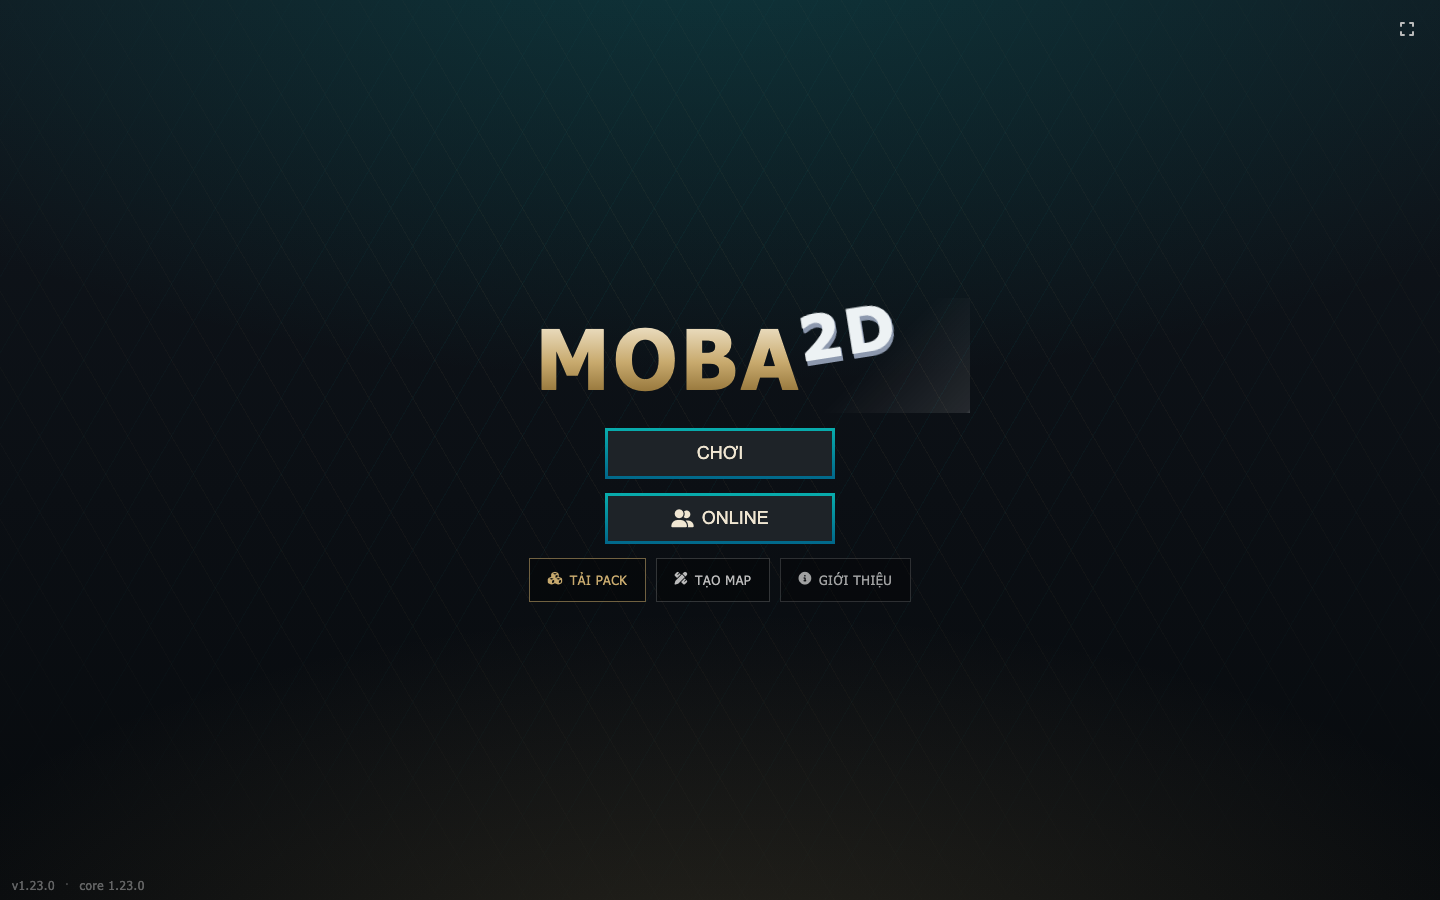 MOBA2D
CHƠI
ONLINE
TẢI PACK
TẠO MAP
GIỚI THIỆU
v1.23.0 · core 1.23.0